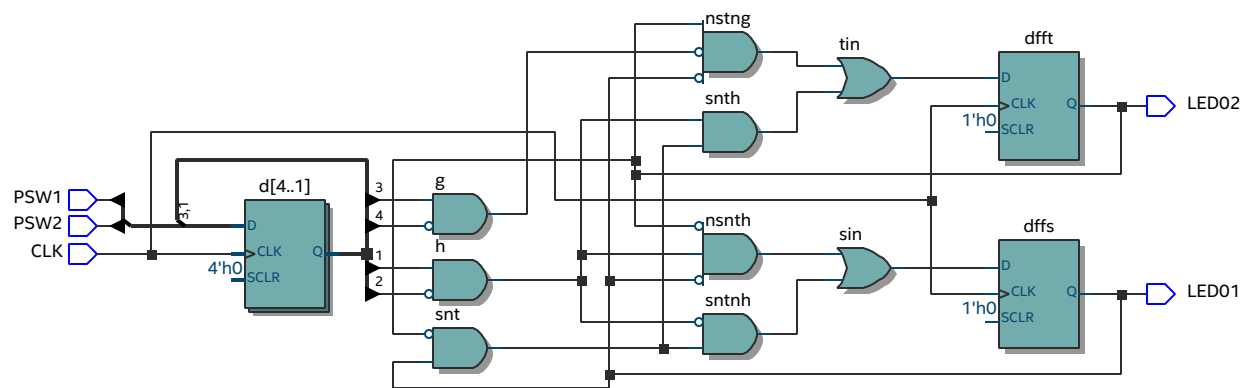 nstng
tin
dfft
D
CLK
Q
1'h0
SCLR
LED02
snth
PSW1
PSW2
CLK
3,1
d[4..1]
D
CLK
Q
4'h0
SCLR
3
g
4
h
1
2
snt
nsnth
sin
dffs
D
CLK
Q
1'h0
SCLR
LED01
sntnh